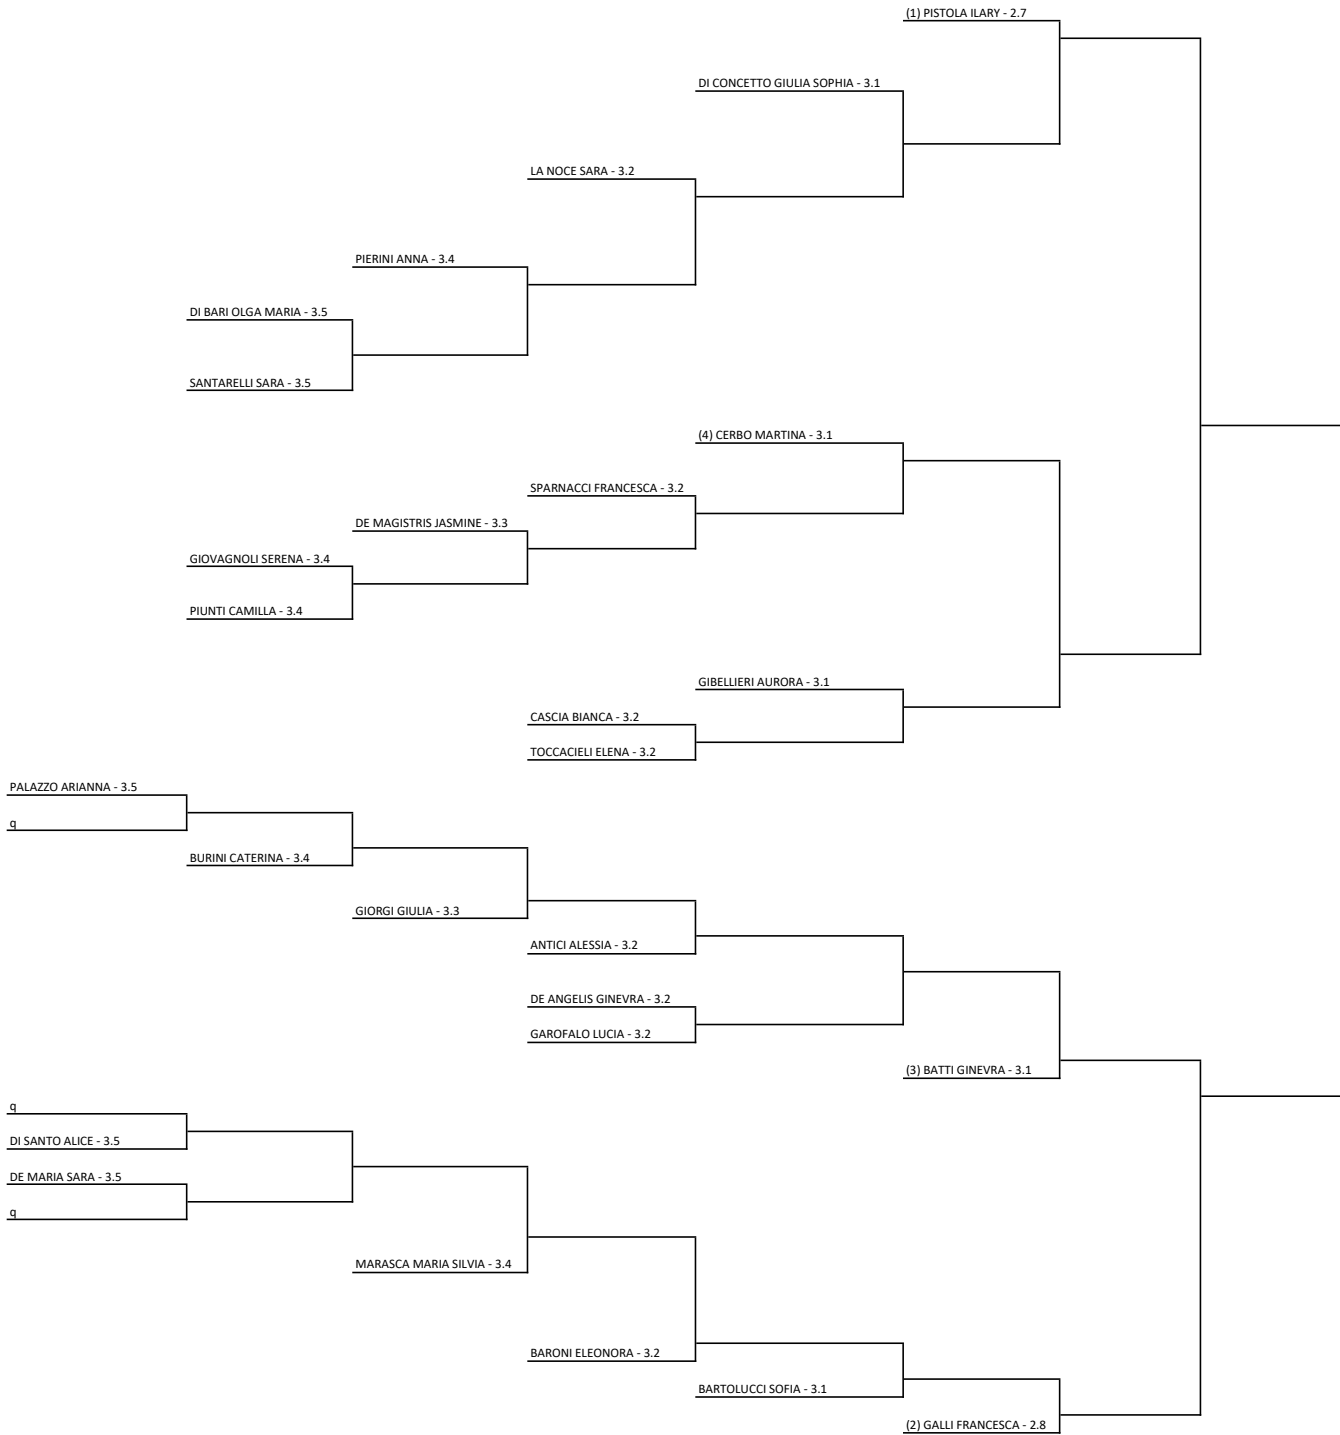 (1) PISTOLA ILARY - 2.7
DI CONCETTO GIULIA SOPHIA - 3.1
LA NOCE SARA - 3.2
PIERINI ANNA - 3.4
DI BARI OLGA MARIA - 3.5
SANTARELLI SARA - 3.5
(4) CERBO MARTINA - 3.1
SPARNACCI FRANCESCA - 3.2
DE MAGISTRIS JASMINE - 3.3
GIOVAGNOLI SERENA - 3.4
PIUNTI CAMILLA - 3.4
GIBELLIERI AURORA - 3.1
CASCIA BIANCA - 3.2
TOCCACIELI ELENA - 3.2
PALAZZO ARIANNA - 3.5
q
BURINI CATERINA - 3.4
GIORGI GIULIA - 3.3
ANTICI ALESSIA - 3.2
DE ANGELIS GINEVRA - 3.2
GAROFALO LUCIA - 3.2
(3) BATTI GINEVRA - 3.1
q
DI SANTO ALICE - 3.5
DE MARIA SARA - 3.5
q
MARASCA MARIA SILVIA - 3.4
BARONI ELEONORA - 3.2
BARTOLUCCI SOFIA - 3.1
(2) GALLI FRANCESCA - 2.8